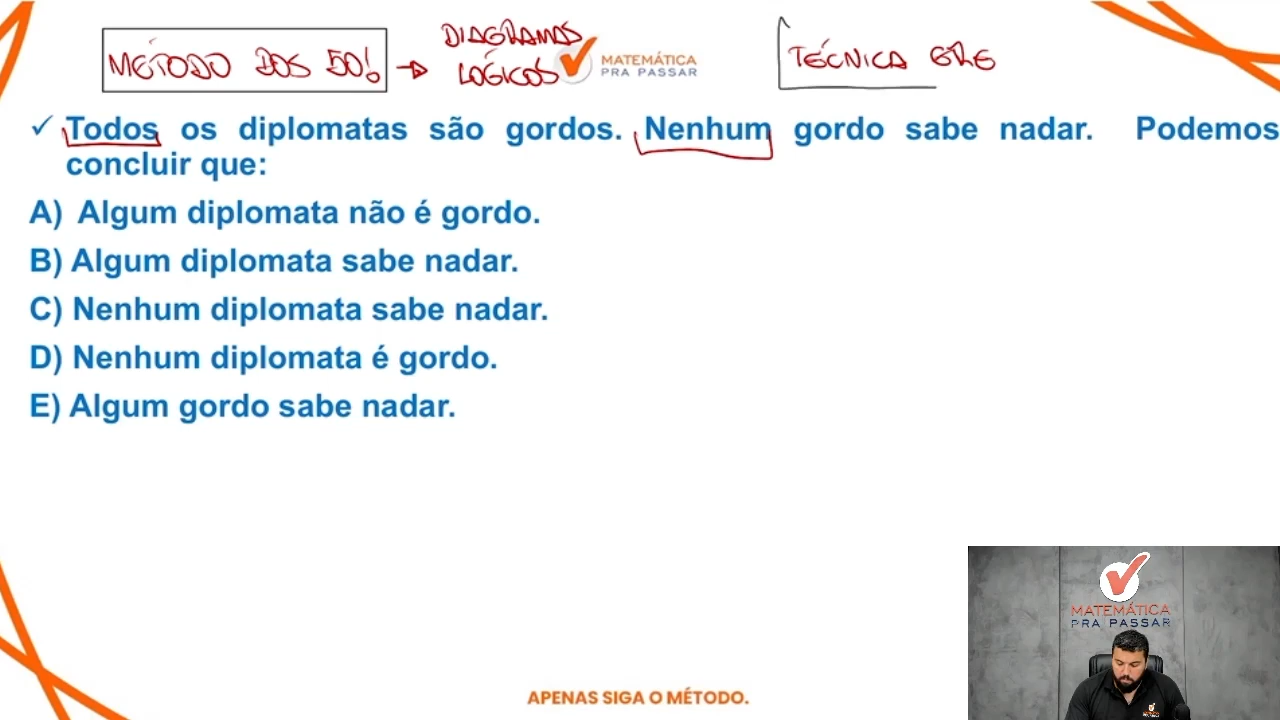 MÉTODO DOS 50!
DIAGRAMAS
LÓGICOS
MATEMÁTICA
PRA PASSAR
TÉCNICA
✓ Todos os diplomatas são gordos. Nenhum gordo sabe nadar. Podemos
concluir que:
A) Algum diplomata não é gordo.
B) Algum diplomata sabe nadar.
C) Nenhum diplomata sabe nadar.
D) Nenhum diplomata é gordo.
E) Algum gordo sabe nadar.
MATEMÁTICA
PRA PASSAR
APENAS SIGA O MÉTODO.